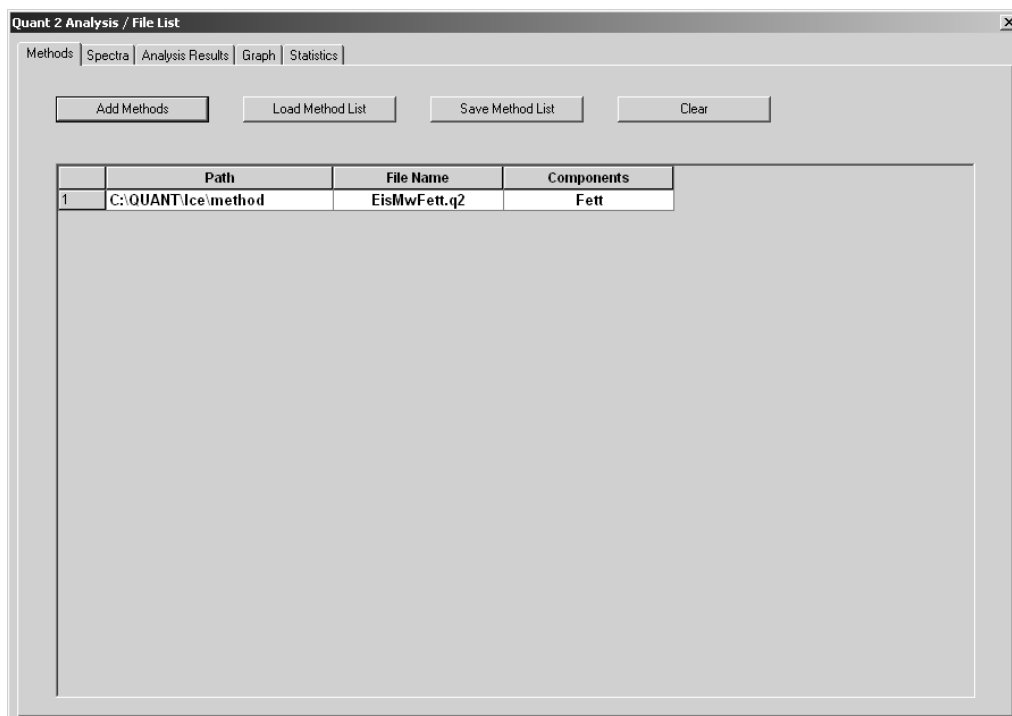 Quant 2 Analysis / File List
Methods Spectra Analysis Results Graph Statistics
Add Methods Load Method List Save Method List Clear
Path File Name Components
1 C:\QUANT\Ice\method EisMwFett.q2 Fett